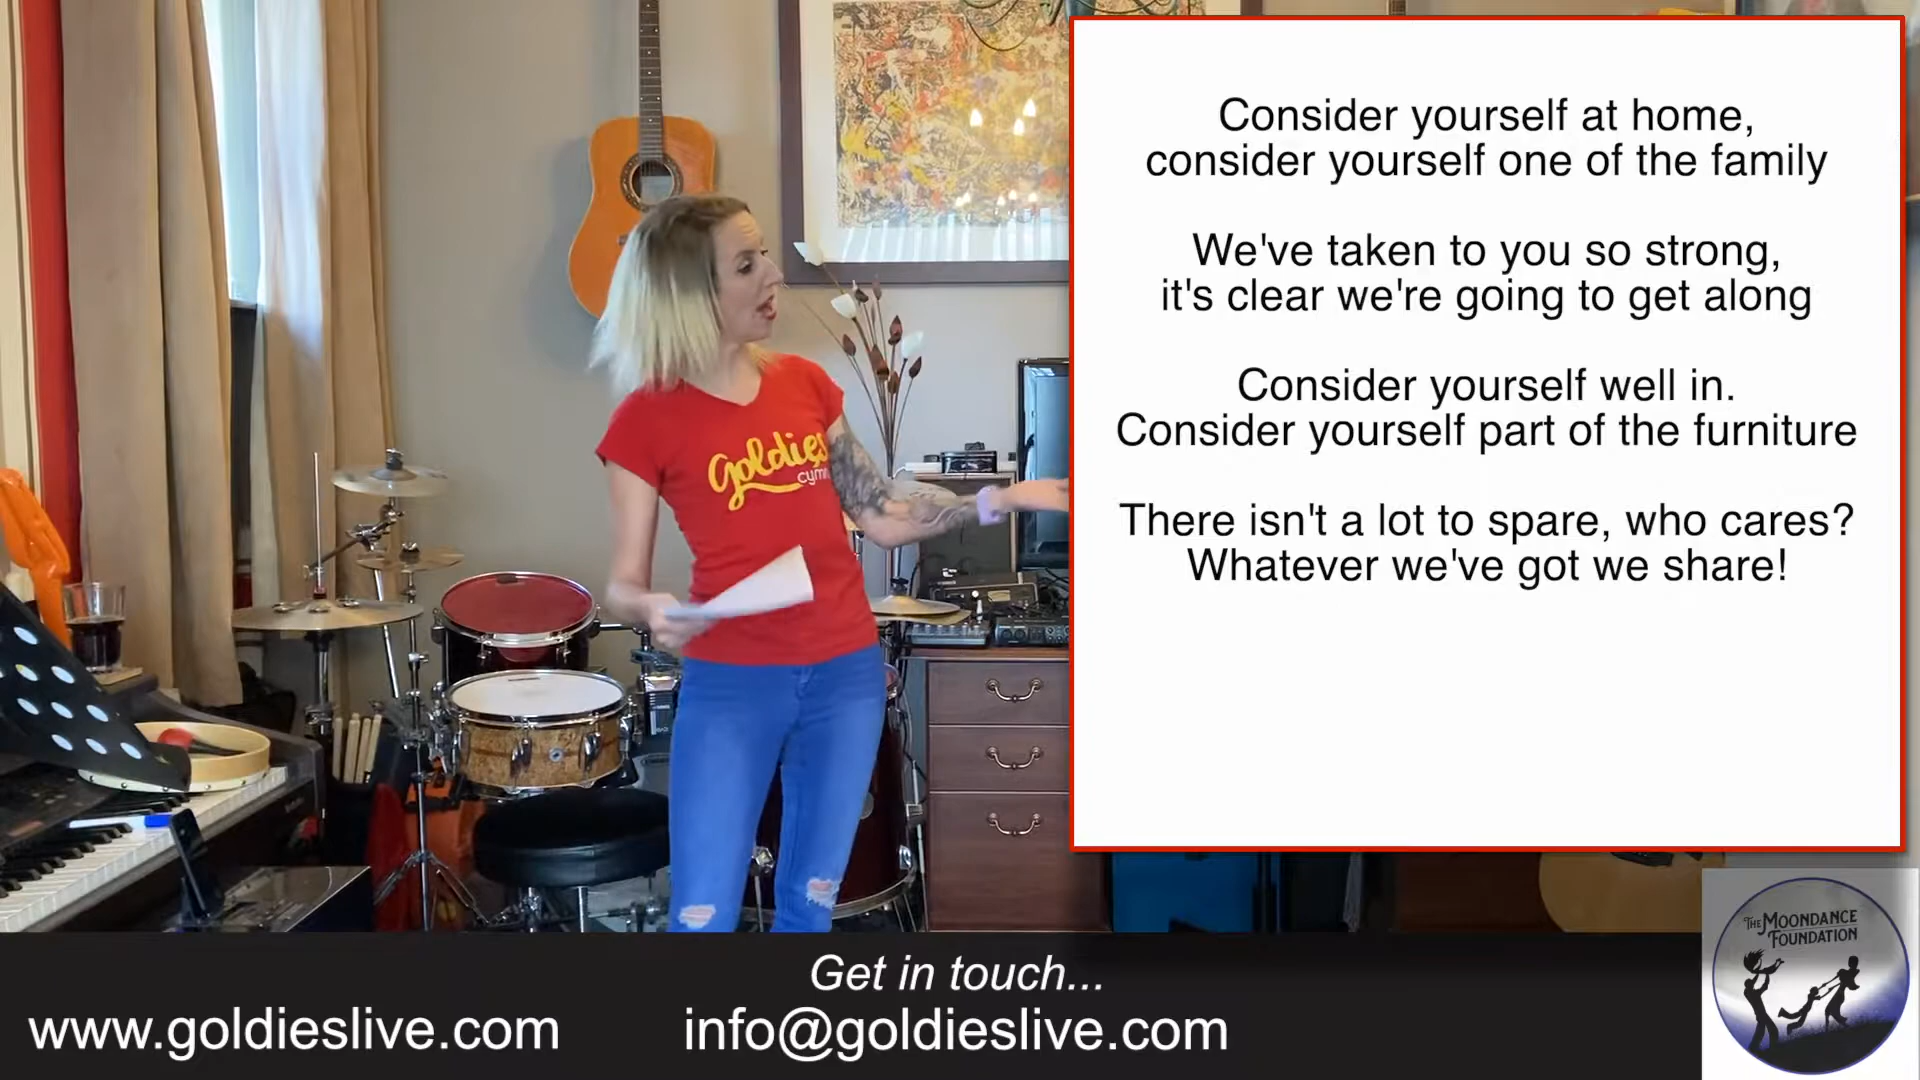 Consider yourself at home,
consider yourself one of the family
We've taken to you so strong,
it's clear we're going to get along
Consider yourself well in.
Consider yourself part of the furniture
There isn't a lot to spare, who cares?
Whatever we've got we share!
Goldies
cym
THE MOONDANCE
FOUNDATION
Get in touch...
www.goldieslive.com
info@goldieslive.com